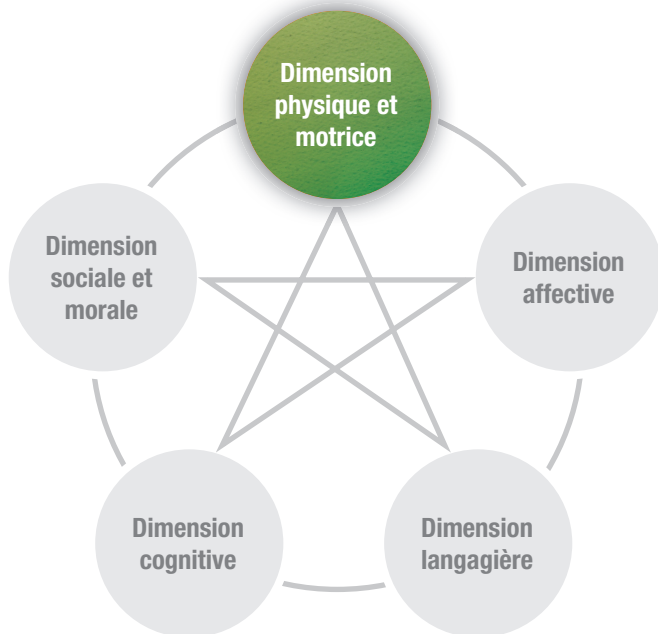 Dimension
physique et
motrice
Dimension
sociale et
morale
Dimension
affective
Dimension
cognitive
Dimension
langagière